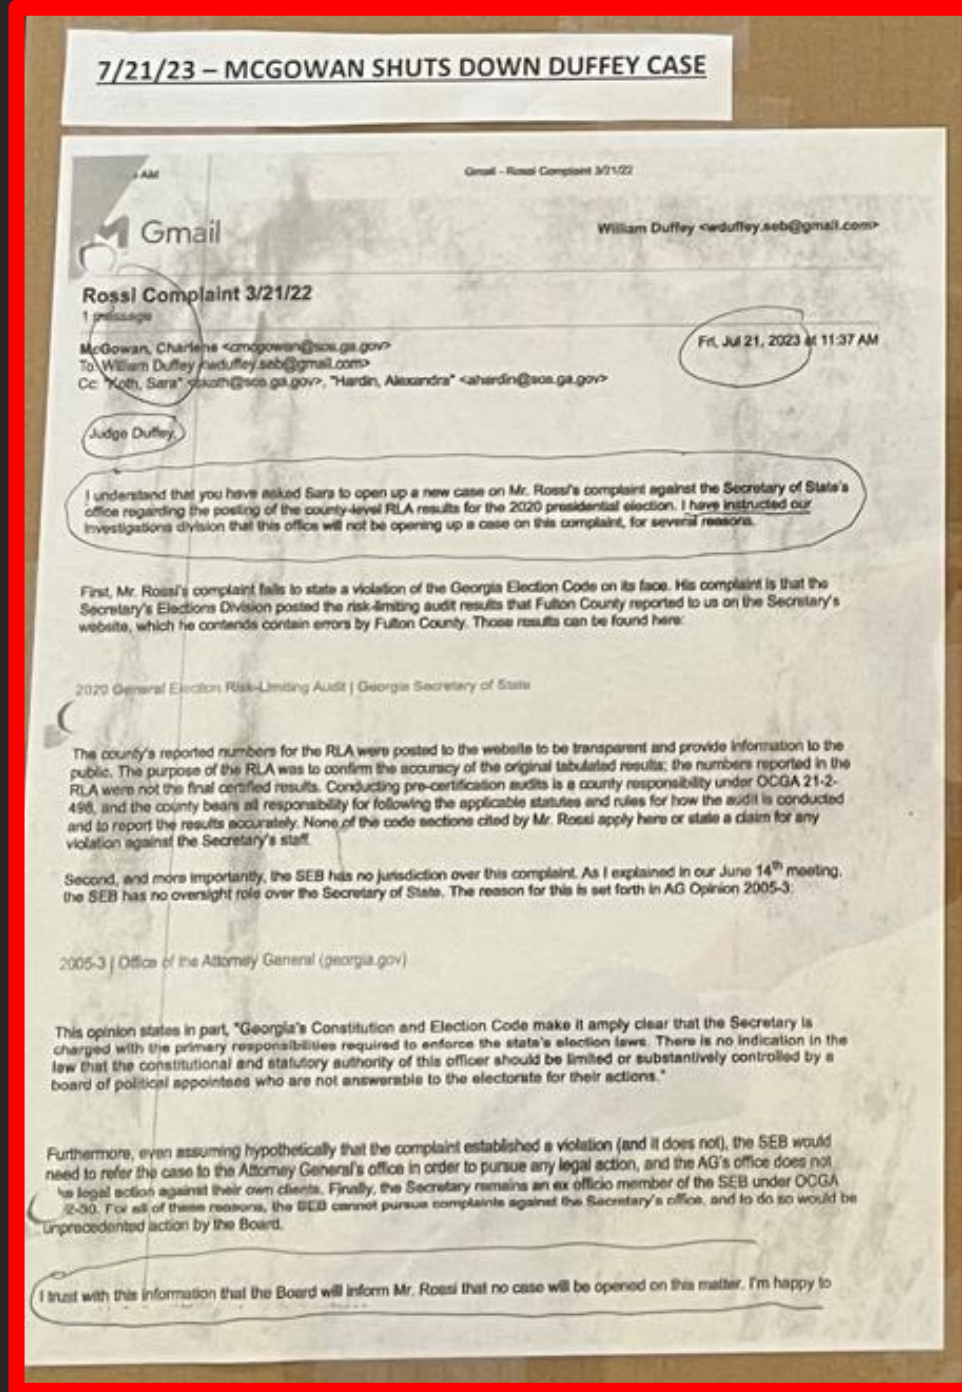 7/21/23 – MCGOWAN SHUTS DOWN DUFFEY CASE
AM
Gmail - Rossi Complaint 3/21/22
Gmail
William Duffey <wduffey.seb@gmail.com>
Rossi Complaint 3/21/22
1 message
McGowan, Charlene <cmcgowan@sos.ga.gov>
Fri, Jul 21, 2023 at 11:37 AM
To: William Duffey <wduffey.seb@gmail.com>
Cc: "Koth, Sara" <skoth@sos.ga.gov>, "Hardin, Alexandra" <ahardin@sos.ga.gov>
Judge Duffey,
I understand that you have asked Sara to open up a new case on Mr. Rossi's complaint against the Secretary of State's
office regarding the posting of the county-level RLA results for the 2020 presidential election. I have instructed our
Investigations division that this office will not be opening up a case on this complaint, for several reasons.
First, Mr. Rossi's complaint fails to state a violation of the Georgia Election Code on its face. His complaint is that the
Secretary's Elections Division posted the risk-limiting audit results that Fulton County reported to us on the Secretary's
website, which he contends contain errors by Fulton County. Those results can be found here:
2020 General Election Risk-Limiting Audit | Georgia Secretary of State
The county's reported numbers for the RLA were posted to the website to be transparent and provide information to the
public. The purpose of the RLA was to confirm the accuracy of the original tabulated results; the numbers reported in the
RLA were not the final certified results. Conducting pre-certification audits is a county responsibility under OCGA 21-2-
498, and the county bears all responsibility for following the applicable statutes and rules for how the audit is conducted
and to report the results accurately. None of the code sections cited by Mr. Rossi apply here or state a claim for any
violation against the Secretary's staff.
Second, and more importantly, the SEB has no jurisdiction over this complaint. As I explained in our June 14th meeting,
the SEB has no oversight role over the Secretary of State. The reason for this is set forth in AG Opinion 2005-3:
2005-3 | Office of the Attorney General (georgia.gov)
This opinion states in part, "Georgia's Constitution and Election Code make it amply clear that the Secretary is
charged with the primary responsibilities required to enforce the state's election laws. There is no indication in the
law that the constitutional and statutory authority of this officer should be limited or substantively controlled by a
board of political appointees who are not answerable to the electorate for their actions."
Furthermore, even assuming hypothetically that the complaint established a violation (and it does not), the SEB would
need to refer the case to the Attorney General's office in order to pursue any legal action, and the AG's office does not
legal action against their own clients. Finally, the Secretary remains an ex officio member of the SEB under OCGA
2-30. For all of these reasons, the SEB cannot pursue complaints against the Secretary's office, and to do so would be
unprecedented action by the Board.
I trust with this information that the Board will inform Mr. Rossi that no case will be opened on this matter. I'm happy to